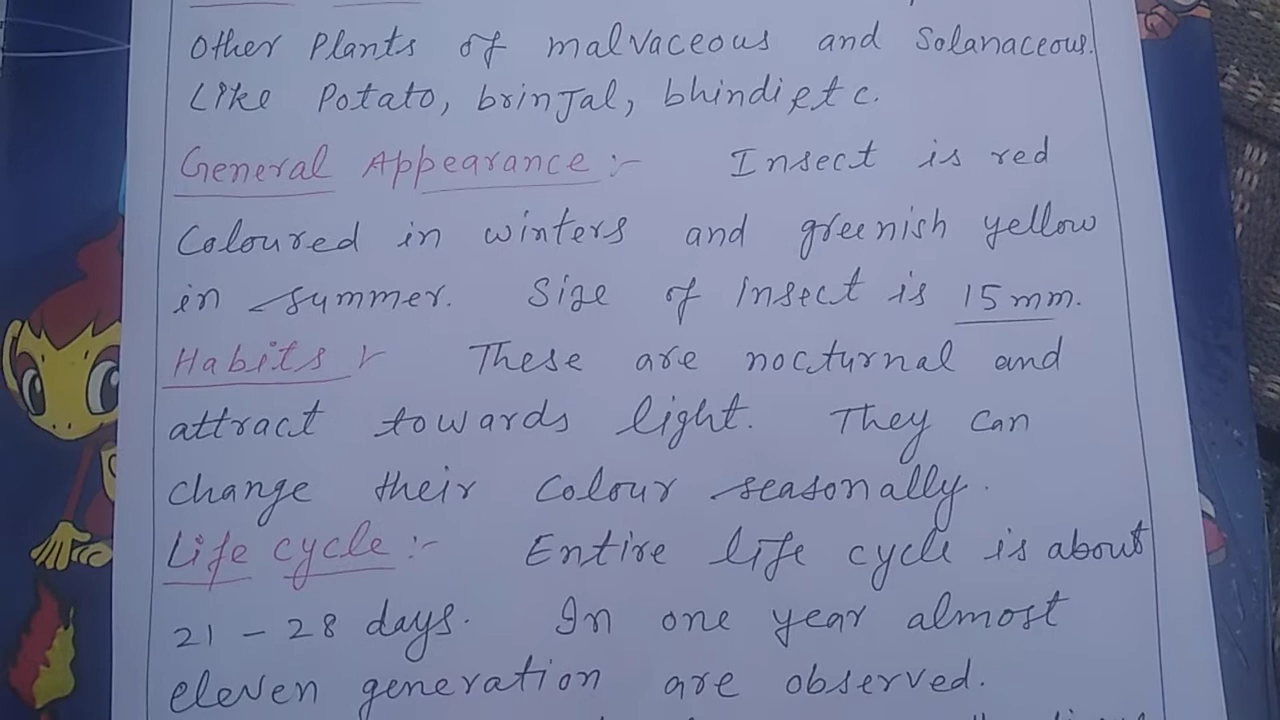 Other Plants of malvaceous and Solanaceous.
Like Potato, brinjal, bhindi etc.
General Appearance :- Insect is red
Coloured in winters and greenish yellow
in summer. Size of insect is 15mm.
Habits :- These are nocturnal and
attract towards light. They can
change their colour seasonally.
Life cycle :- Entire life cycle is about
21 - 28 days. In one year almost
eleven generation are observed.